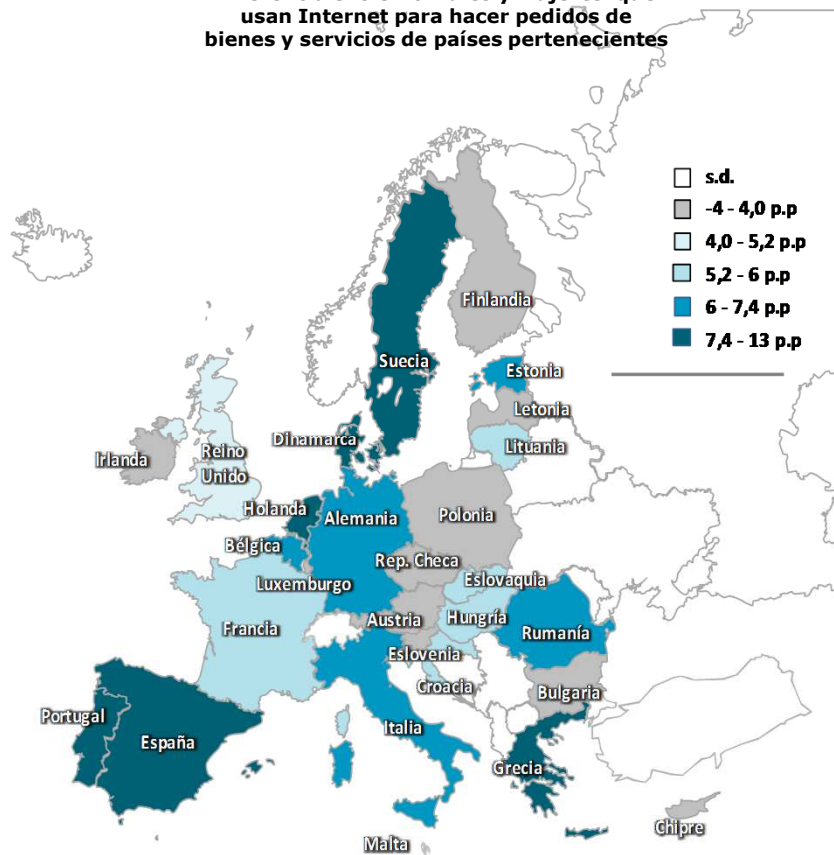 usan Internet para hacer pedidos de
bienes y servicios de países pertenecientes
s.d.
-4 - 4,0 p.p
4,0 - 5,2 p.p
5,2 - 6 p.p
6 - 7,4 p.p
7,4 - 13 p.p
Finlandia
Suecia
Estonia
Letonia
Dinamarca
Lituania
Irlanda
Reino
Unido
Holanda
Alemania
Polonia
Bélgica
Rep. Checa
Luxemburgo
Eslovaquia
Francia
Austria
Hungría
Rumanía
Eslovenia
Croacia
Bulgaria
Portugal
España
Italia
Grecia
Chipre
Malta